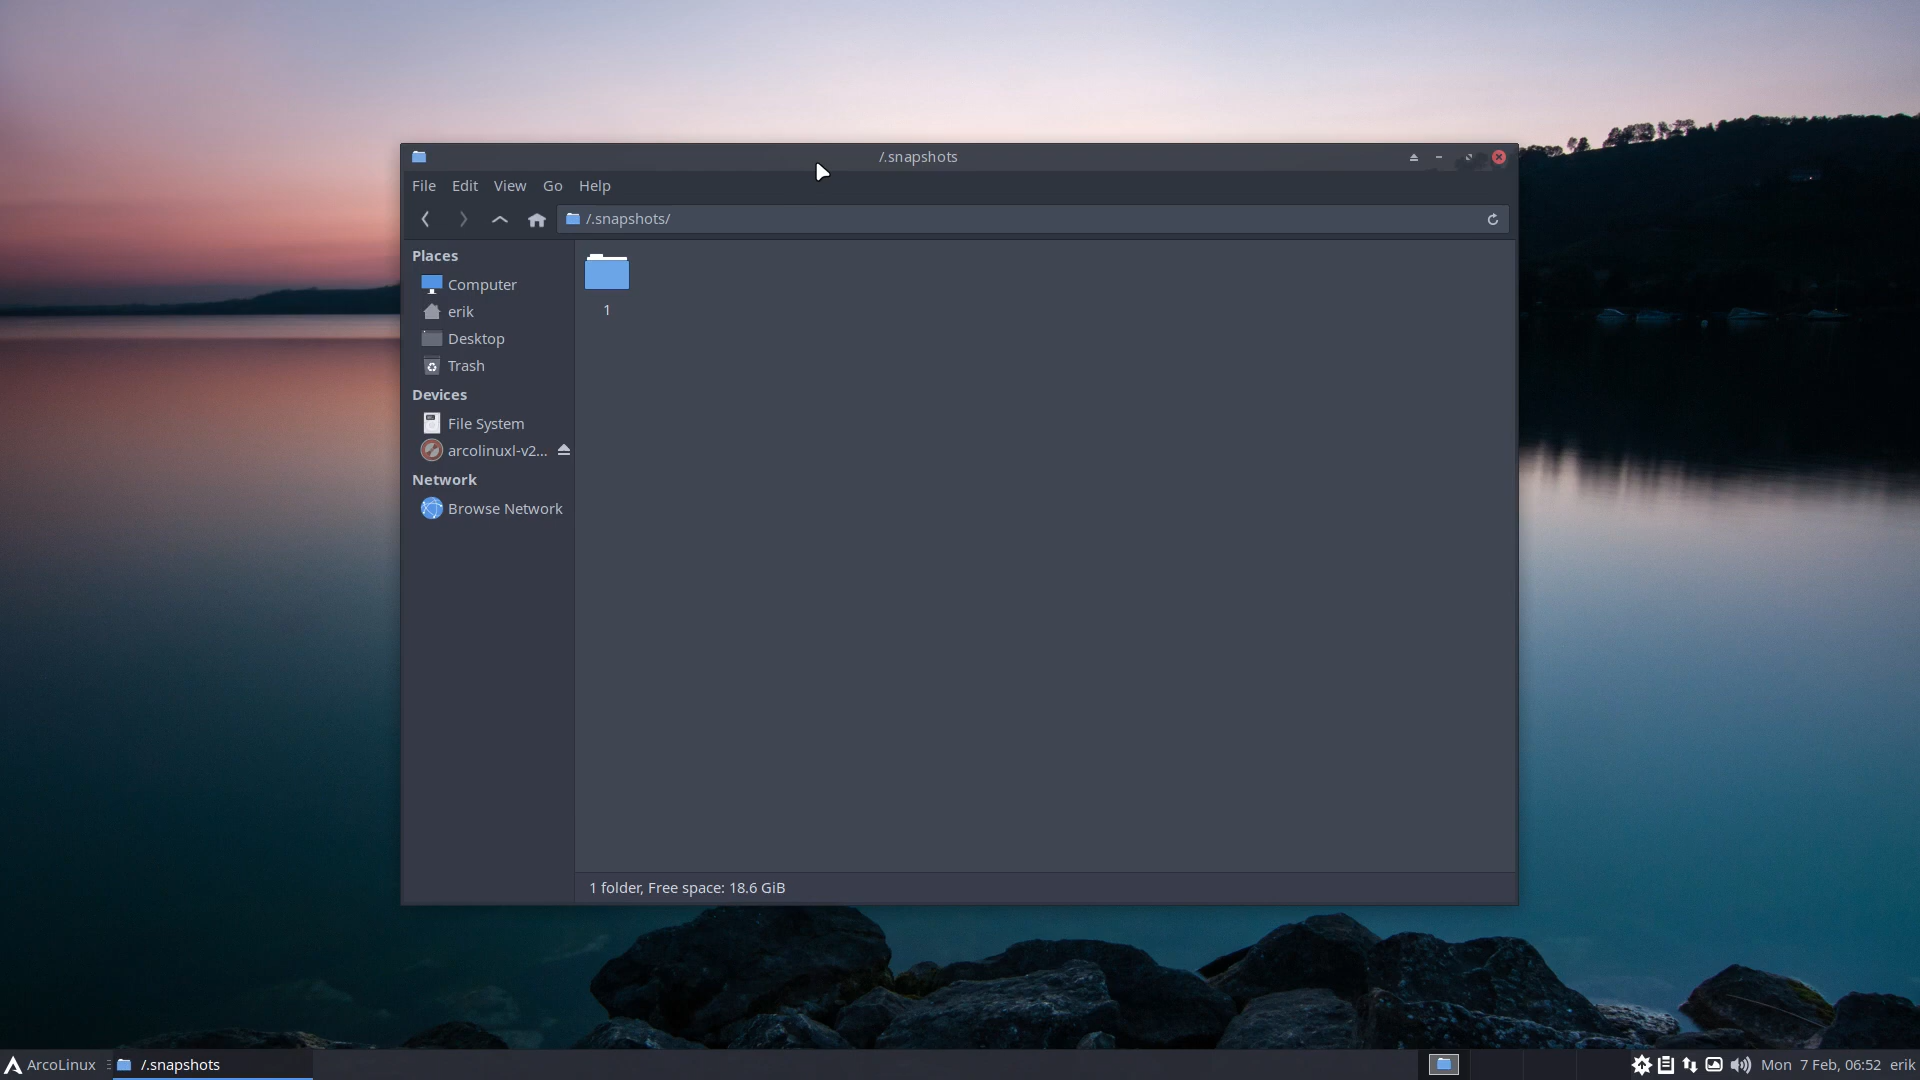 /.snapshots
File Edit View Go Help
/.snapshots/
Places
Computer
erik
Desktop
Trash
Devices
File System
arcolinuxl-v2...
Network
Browse Network
1
1 folder, Free space: 18.6 GiB
ArcoLinux /.snapshots Mon 7 Feb, 06:52 erik